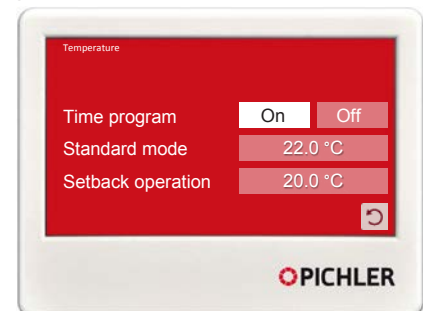 Temperature
Time program On Off
Standard mode 22.0 °C
Setback operation 20.0 °C
PICHLER